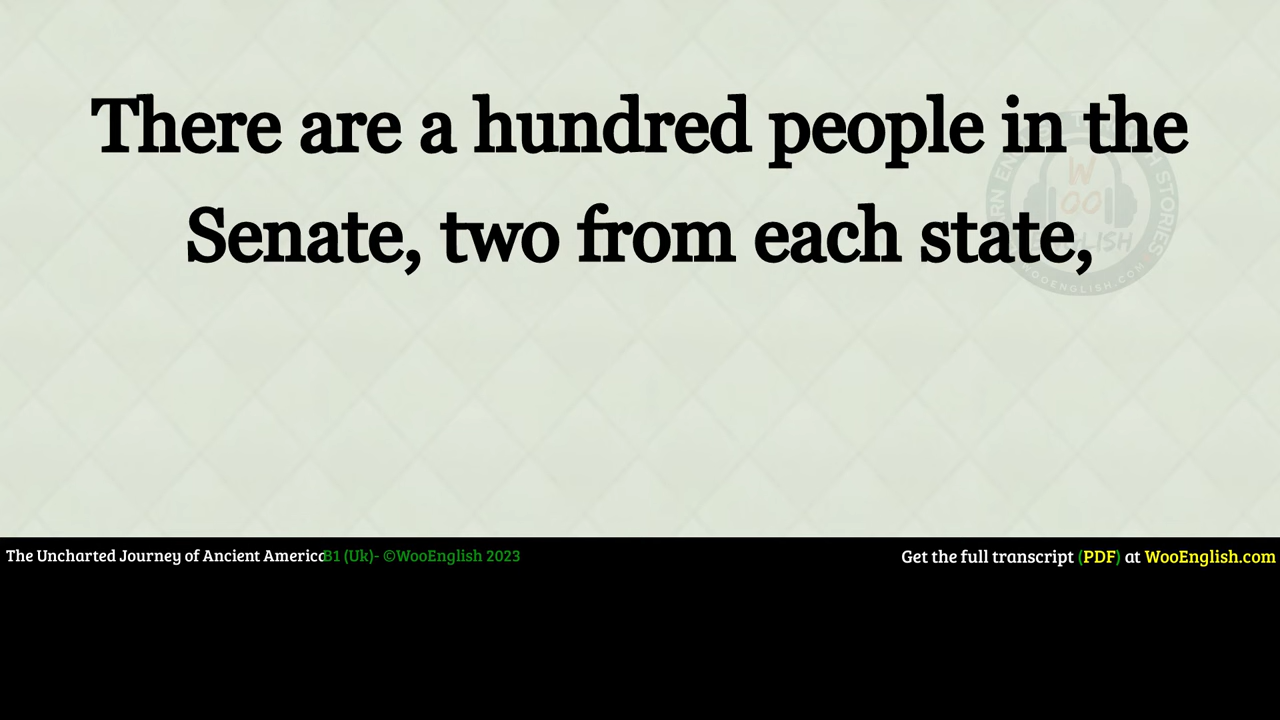 There are a hundred people in the
Senate, two from each state,
W
OO
The Uncharted Journey of Ancient America B1 (Uk)- ©WooEnglish 2023
Get the full transcript (PDF) at WooEnglish.com